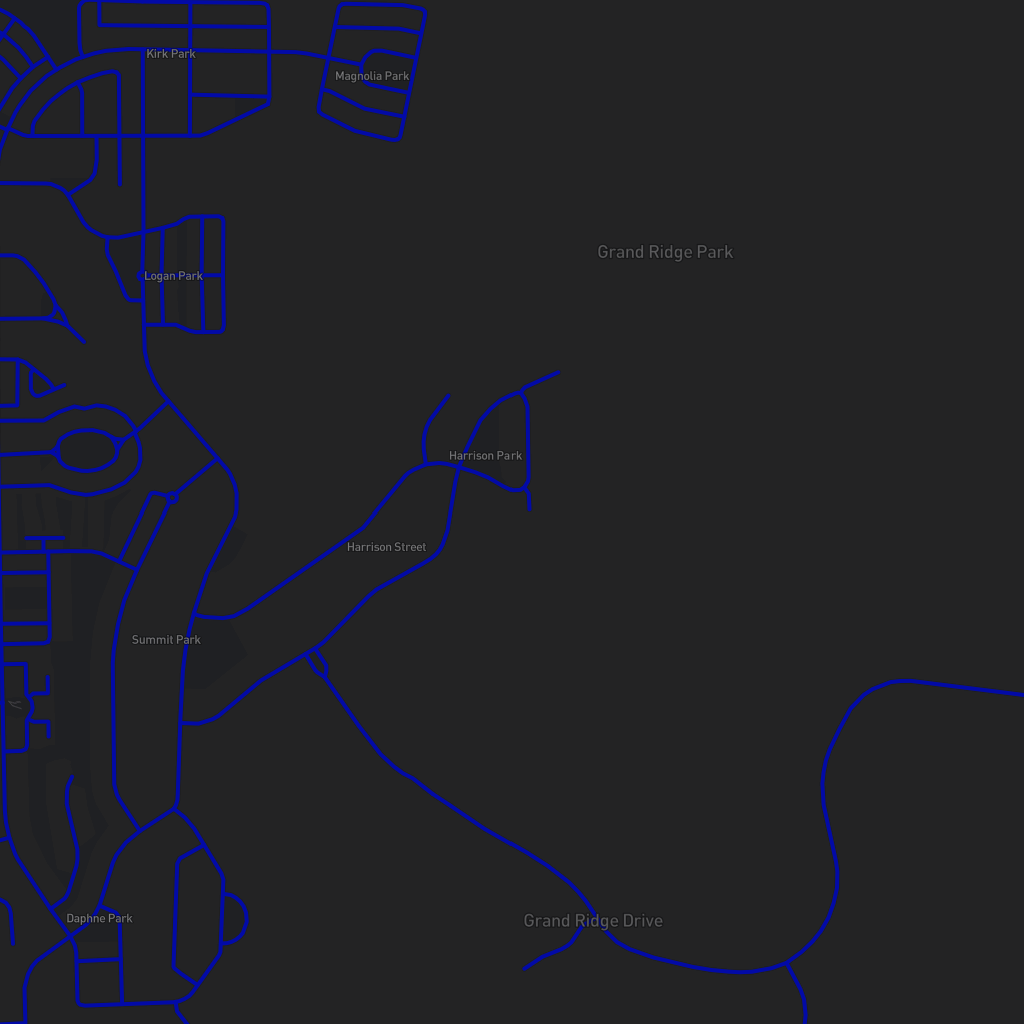 Kirk Park
Magnolia Park
Grand Ridge Park
Logan Park
Harrison Park
Harrison Street
Summit Park
Daphne Park
Grand Ridge Drive